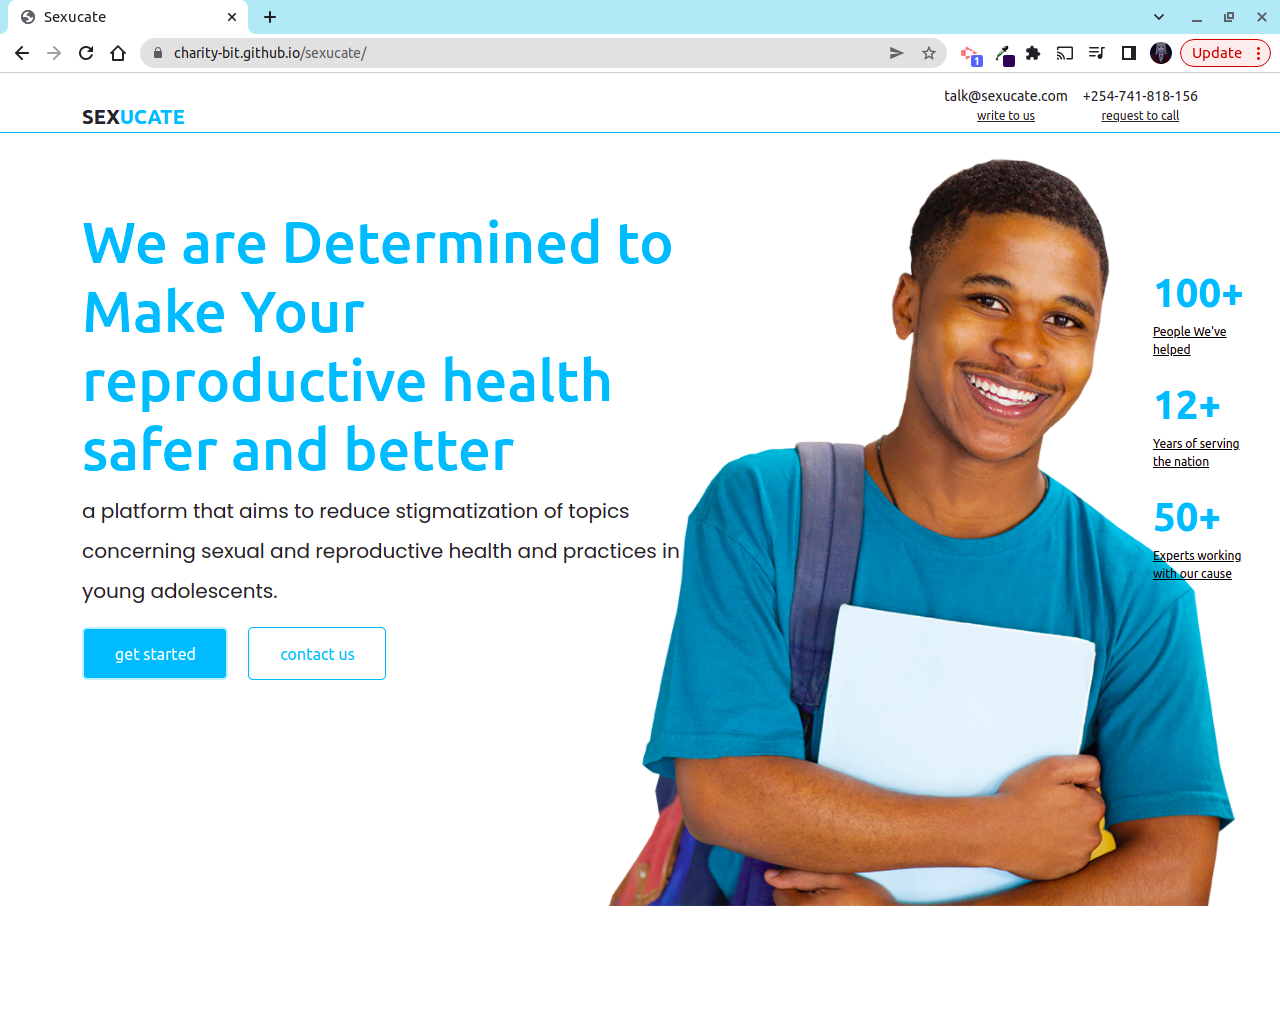 Sexucate
charity-bit.github.io/sexucate/
1
Update
SEXUCATE
talk@sexucate.com
write to us
+254-741-818-156
request to call
We are Determined to
Make Your
reproductive health
safer and better
a platform that aims to reduce stigmatization of topics
concerning sexual and reproductive health and practices in
young adolescents.
get started
contact us
100+
People We've
helped
12+
Years of serving
the nation
50+
Experts working
with our cause